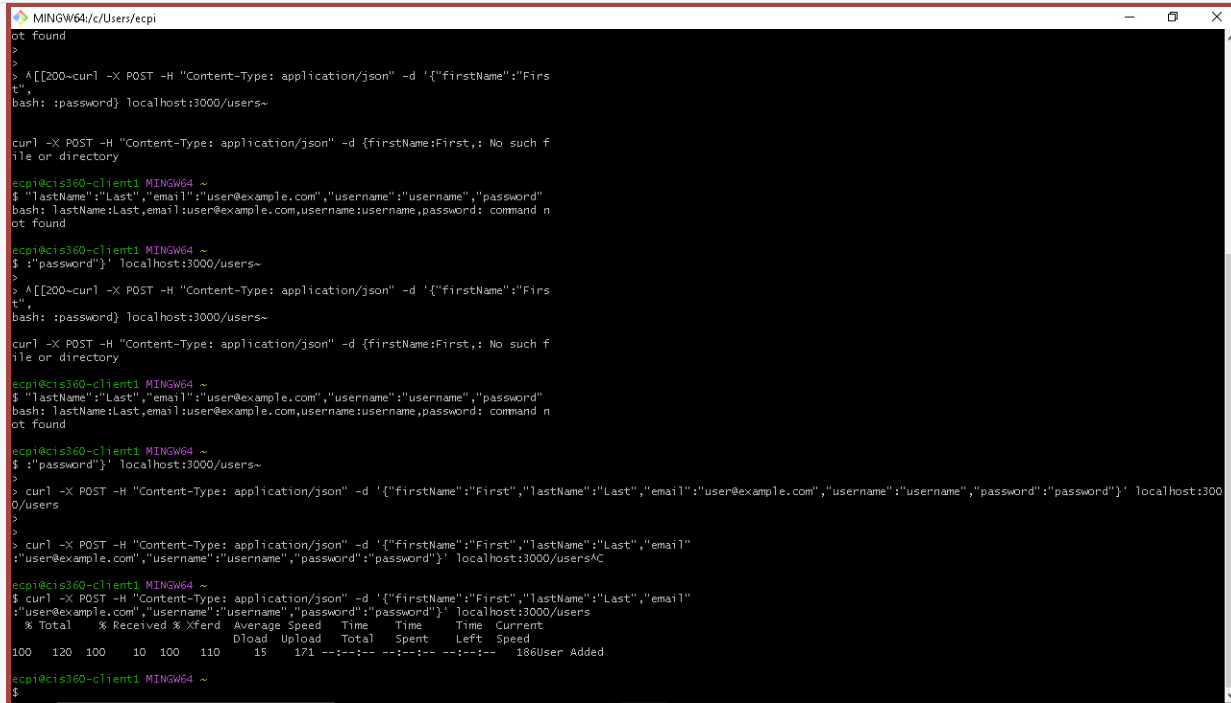 MINGW64:/c/Users/ecpi
ot found
>
>
> ^[[200~curl -X POST -H "Content-Type: application/json" -d '{"firstName":"Firs
t",
bash: :password} localhost:3000/users~
curl -X POST -H "Content-Type: application/json" -d {firstName:First,: No such f
ile or directory
ecpi@cis360-client1 MINGW64 ~
$ "lastName":"Last","email":"user@example.com","username":"username","password"
bash: lastName:Last,email:user@example.com,username:username,password: command n
ot found
ecpi@cis360-client1 MINGW64 ~
$ :"password"}' localhost:3000/users~
>
> ^[[200~curl -X POST -H "Content-Type: application/json" -d '{"firstName":"Firs
t",
bash: :password} localhost:3000/users~
curl -X POST -H "Content-Type: application/json" -d {firstName:First,: No such f
ile or directory
ecpi@cis360-client1 MINGW64 ~
$ "lastName":"Last","email":"user@example.com","username":"username","password"
bash: lastName:Last,email:user@example.com,username:username,password: command n
ot found
ecpi@cis360-client1 MINGW64 ~
$ :"password"}' localhost:3000/users~
>
> curl -X POST -H "Content-Type: application/json" -d '{"firstName":"First","lastName":"Last","email":"user@example.com","username":"username","password":"password"}' localhost:300
0/users
>
>
> curl -X POST -H "Content-Type: application/json" -d '{"firstName":"First","lastName":"Last","email"
:"user@example.com","username":"username","password":"password"}' localhost:3000/users^C
ecpi@cis360-client1 MINGW64 ~
$ curl -X POST -H "Content-Type: application/json" -d '{"firstName":"First","lastName":"Last","email"
:"user@example.com","username":"username","password":"password"}' localhost:3000/users
% Total % Received % Xferd Average Speed Time Time Time Current
Dload Upload Total Spent Left Speed
100 120 100 10 100 110 15 171 --:--:-- --:--:-- --:--:-- 186User Added
ecpi@cis360-client1 MINGW64 ~
$